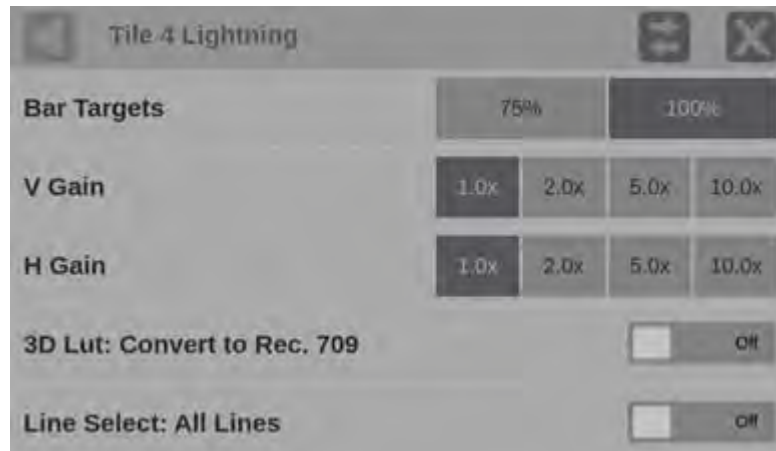 Tile 4 Lightning
Bar Targets 75% 100%
V Gain 1.0x 2.0x 5.0x 10.0x
H Gain 1.0x 2.0x 5.0x 10.0x
3D Lut: Convert to Rec. 709 Off
Line Select: All Lines Off